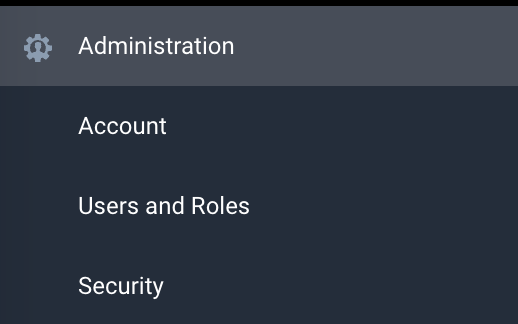 Administration
Account
Users and Roles
Security